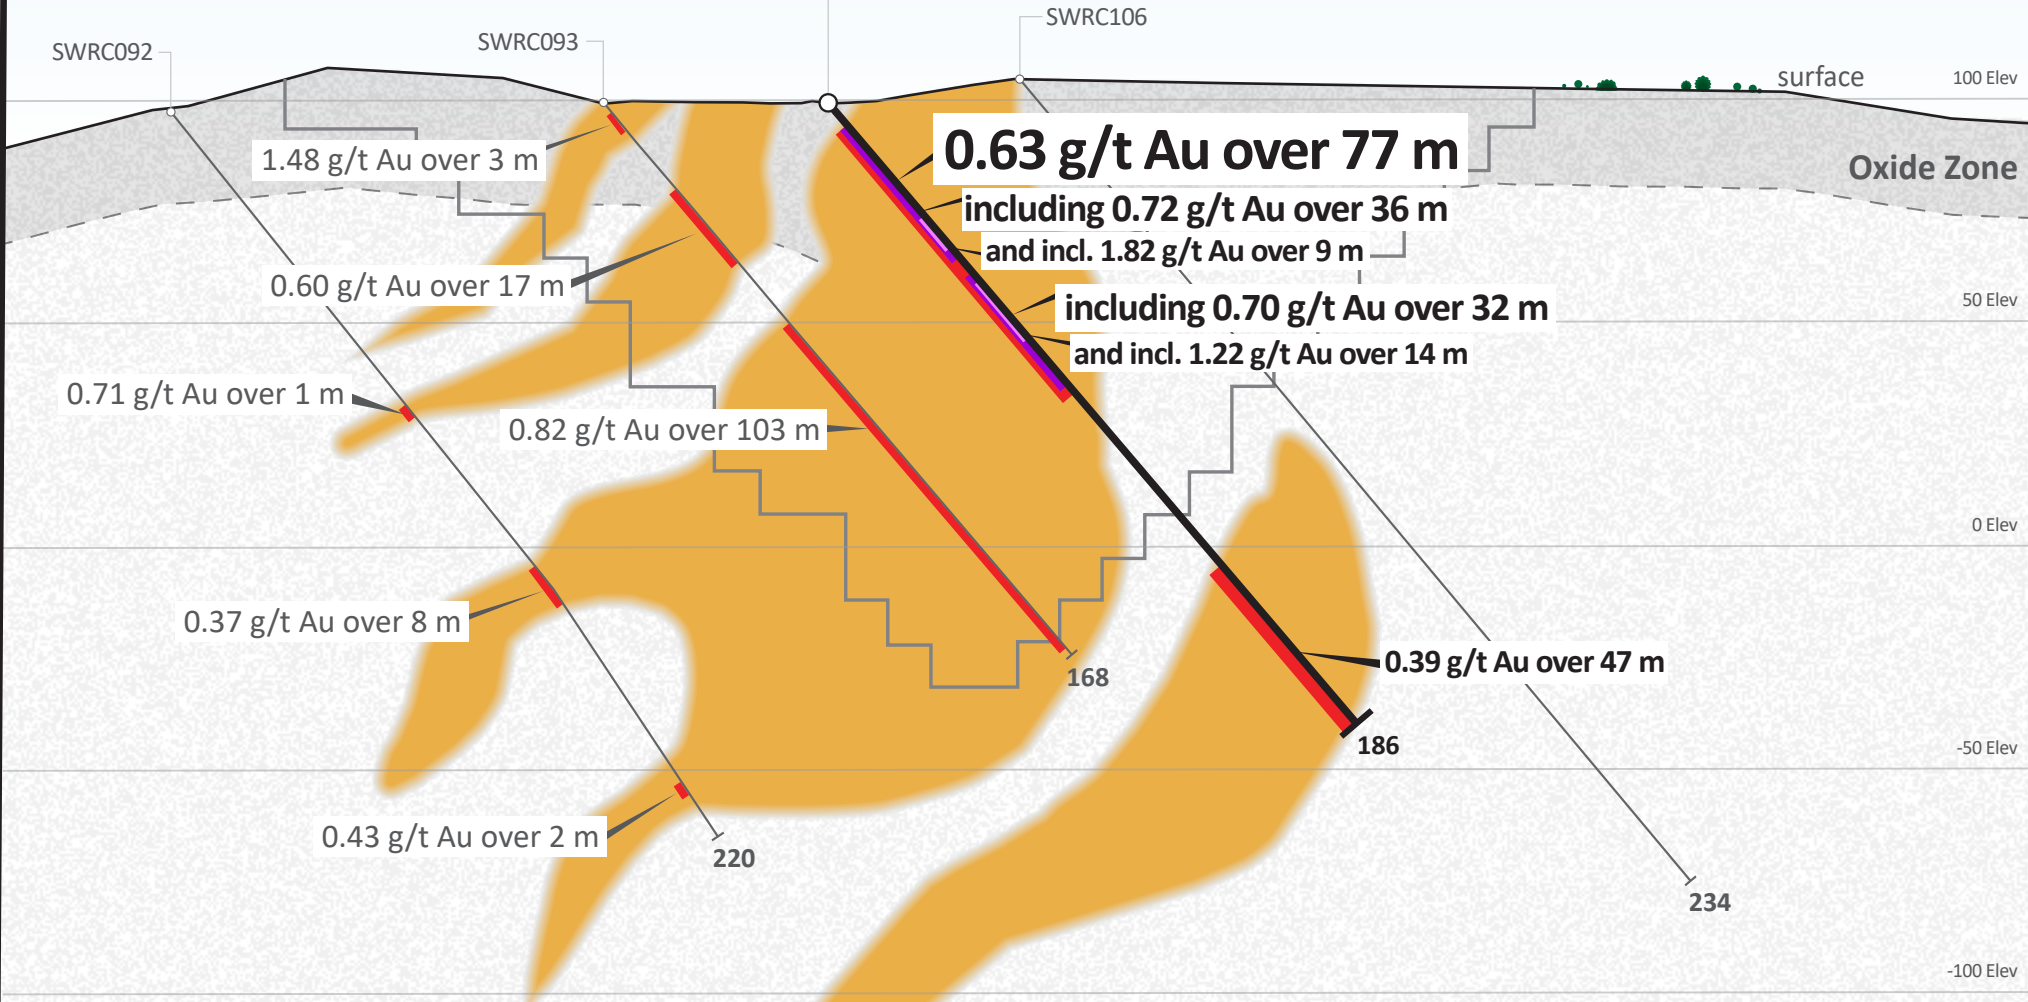 SWRC106
SWRC093
SWRC092
surface
100 Elev
1.48 g/t Au over 3 m
0.63 g/t Au over 77 m
Oxide Zone
including 0.72 g/t Au over 36 m
and incl. 1.82 g/t Au over 9 m
0.60 g/t Au over 17 m
50 Elev
including 0.70 g/t Au over 32 m
and incl. 1.22 g/t Au over 14 m
0.71 g/t Au over 1 m
0.82 g/t Au over 103 m
0 Elev
0.37 g/t Au over 8 m
0.39 g/t Au over 47 m
168
186
-50 Elev
0.43 g/t Au over 2 m
220
234
-100 Elev